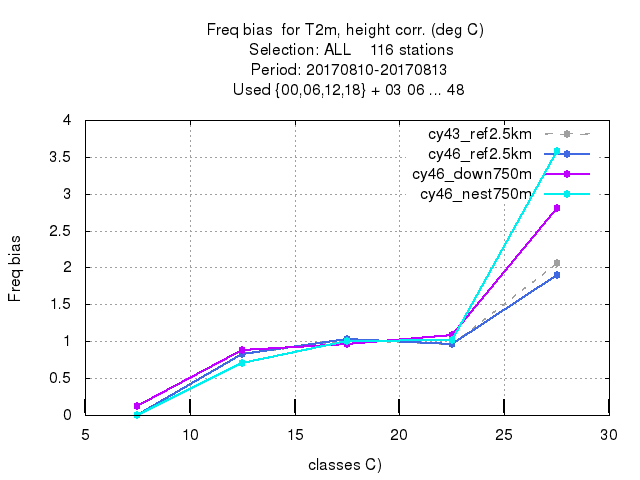 Freq bias  for T2m, height corr. (deg C)
Selection: ALL    116 stations
Period: 20170810-20170813
Used {00,06,12,18} + 03 06 ... 48
cy43_ref2.5km
cy46_ref2.5km
cy46_down750m
cy46_nest750m
4
3.5
3
2.5
2
1.5
1
0.5
0
Freq bias
5 10 15 20 25 30
classes C)